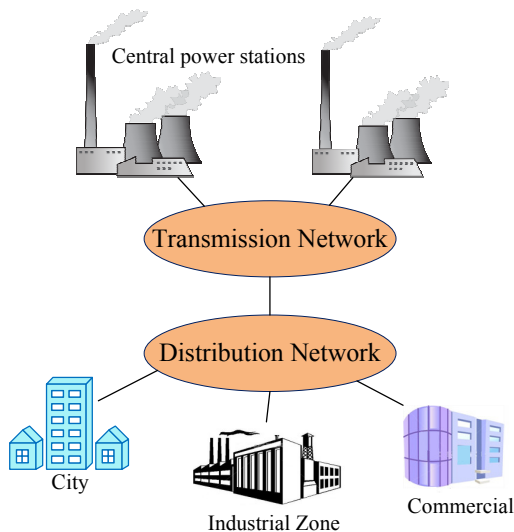 Central power stations
Transmission Network
Distribution Network
City
Industrial Zone
Commercial